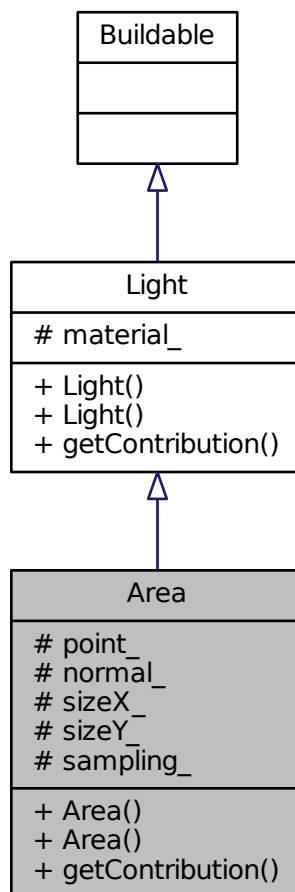 Buildable
Light
# material_
+ Light()
+ Light()
+ getContribution()
Area
# point_
# normal_
# sizeX_
# sizeY_
# sampling_
+ Area()
+ Area()
+ getContribution()